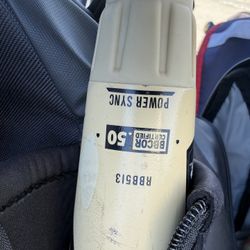 POWER SYNC
BBCOR .50
CERTIFIED
RBB513